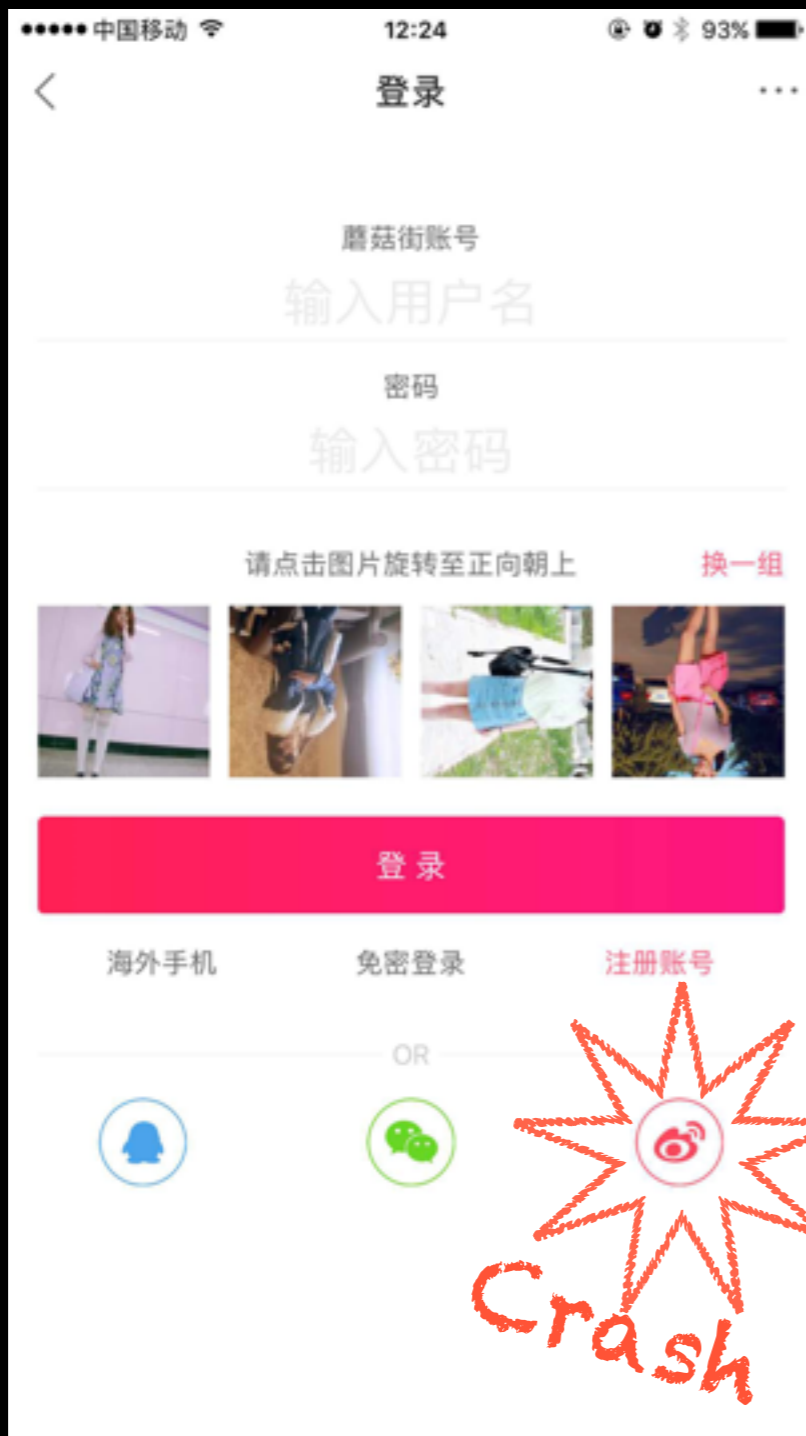 中国移动 12:24 93%
登录
蘑菇街账号
输入用户名
密码
输入密码
请点击图片旋转至正向朝上 换一组
登录
海外手机 免密登录 注册账号
OR
Crash